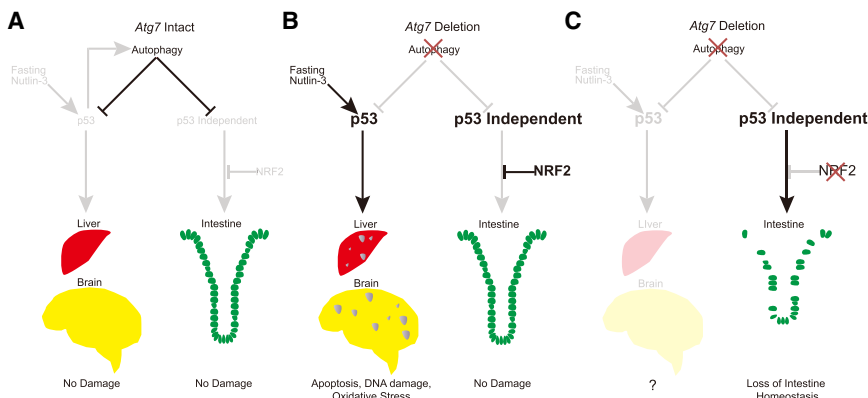 A
Atg7 Intact
Autophagy
Fasting
Nutlin-3
p53
p53 Independent
NRF2
Liver
Intestine
Brain
No Damage
No Damage
B
Atg7 Deletion
Autophagy
Fasting
Nutlin-3
p53
p53 Independent
NRF2
Liver
Intestine
Brain
Apoptosis, DNA damage,
Oxidative Stress
No Damage
C
Atg7 Deletion
Autophagy
Fasting
Nutlin-3
p53
p53 Independent
NRF2
Liver
Intestine
Brain
?
Loss of Intestine
Homeostasis